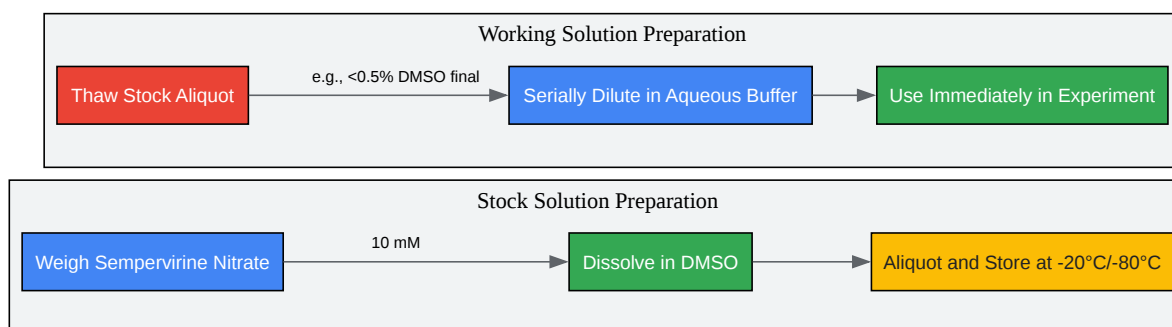 Working Solution Preparation
Thaw Stock Aliquot
e.g., <0.5% DMSO final
Serially Dilute in Aqueous Buffer
Use Immediately in Experiment
Stock Solution Preparation
Weigh Sempervirine Nitrate
10 mM
Dissolve in DMSO
Aliquot and Store at -20°C/-80°C